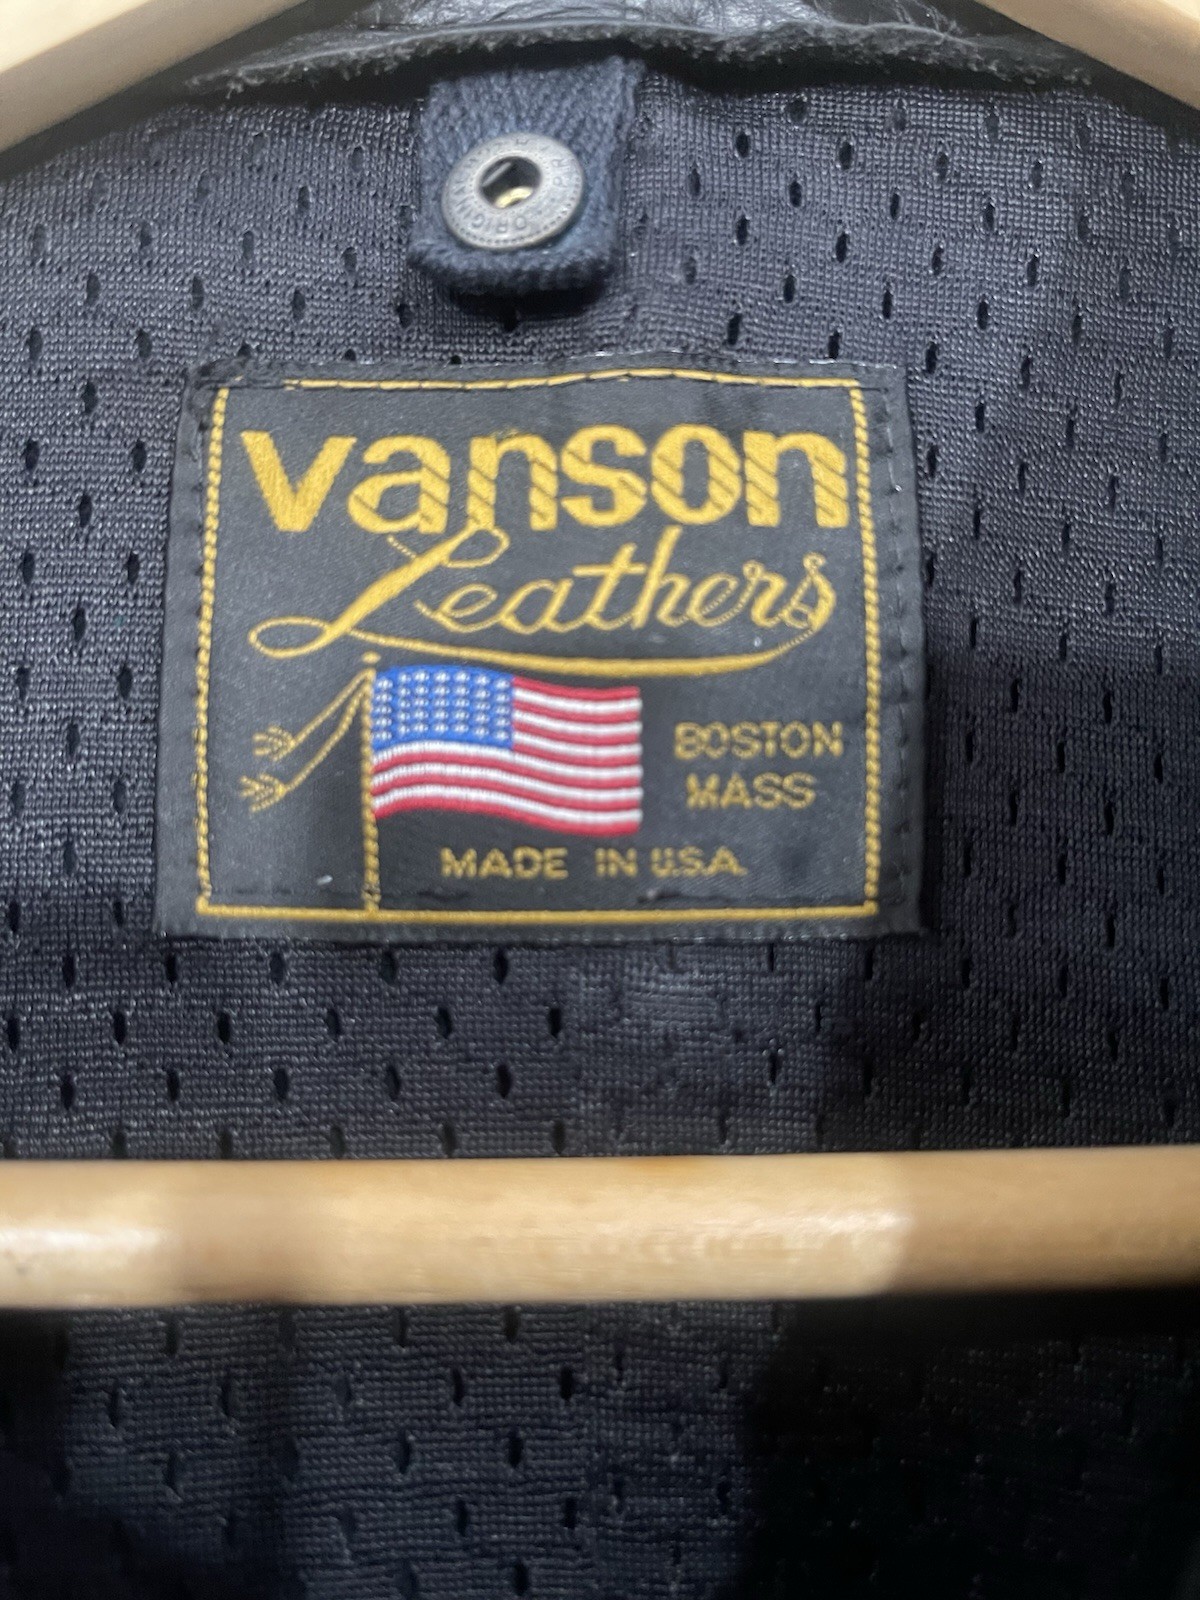 vanson
Leathers
BOSTON
MASS
MADE IN U.S.A.